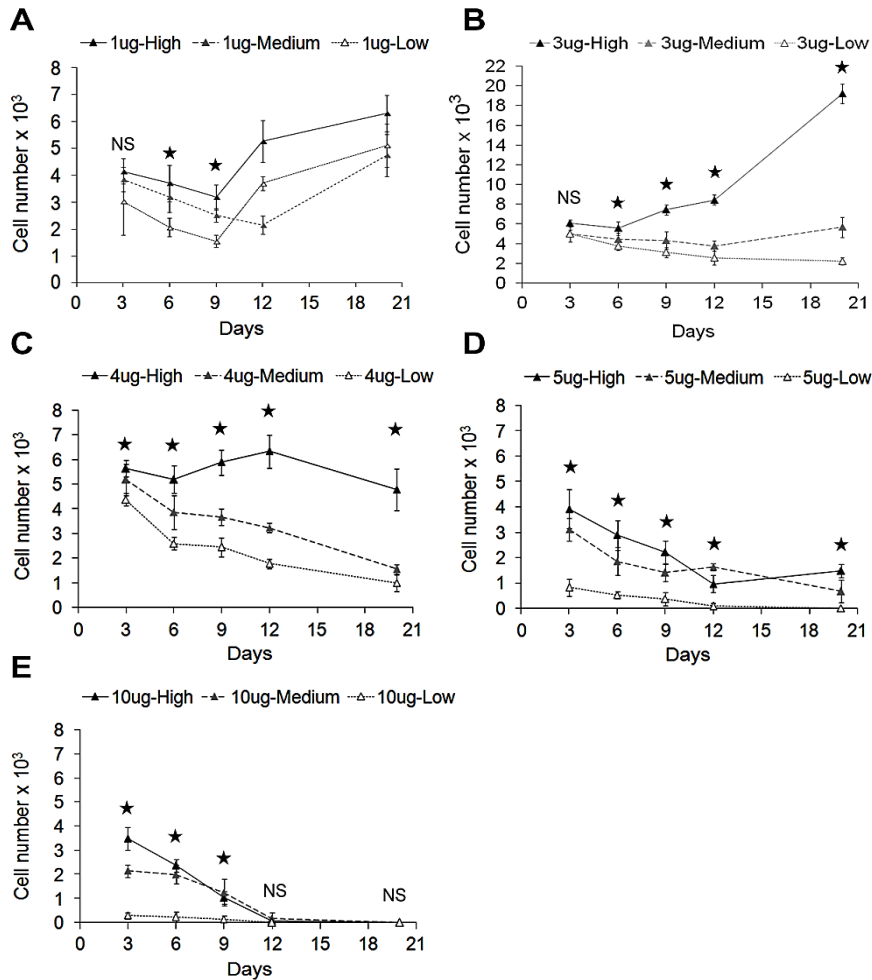 A
1ug-High 1ug-Medium 1ug-Low
Cell number x 10³
8
7
6
5
4
3
2
1
0
NS ★ ★
0 3 6 9 12 15 18 21
Days
B
3ug-High 3ug-Medium 3ug-Low
Cell number x 10³
22
20
18
16
14
12
10
8
6
4
2
0
NS ★ ★ ★ ★
0 3 6 9 12 15 18 21
Days
C
4ug-High 4ug-Medium 4ug-Low
Cell number x 10³
8
7
6
5
4
3
2
1
0
★ ★ ★ ★ ★
0 3 6 9 12 15 18 21
Days
D
5ug-High 5ug-Medium 5ug-Low
Cell number x 10³
8
7
6
5
4
3
2
1
0
★ ★ ★ ★ ★
0 3 6 9 12 15 18 21
Days
E
10ug-High 10ug-Medium 10ug-Low
Cell number x 10³
8
7
6
5
4
3
2
1
0
★ ★ ★ NS NS
0 3 6 9 12 15 18 21
Days